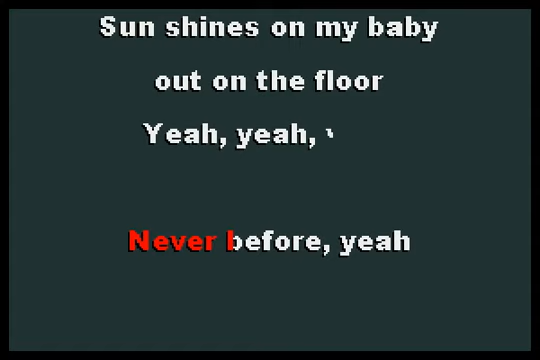 Sun shines on my baby
out on the floor
Yeah, yeah,
Never before, yeah